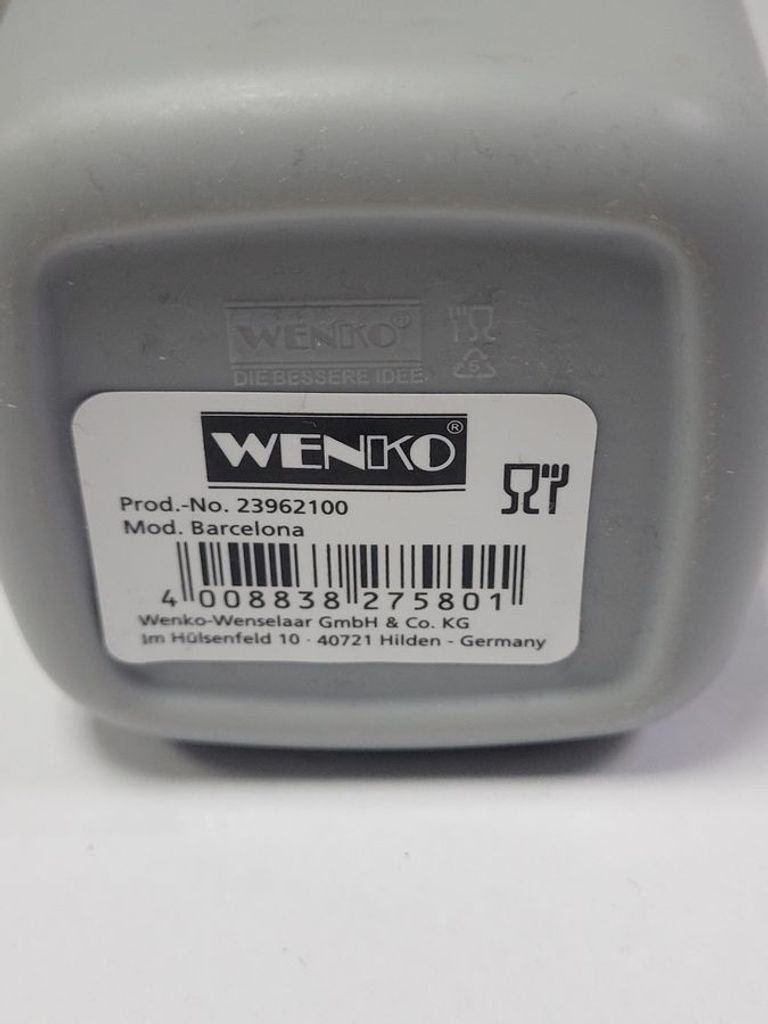 WENKO®
DIE BESSERE IDEE
5
WENKO®
Prod.-No. 23962100
Mod. Barcelona
4 008838 275801
Wenko-Wenselaar GmbH & Co. KG
Im Hülsenfeld 10 · 40721 Hilden - Germany